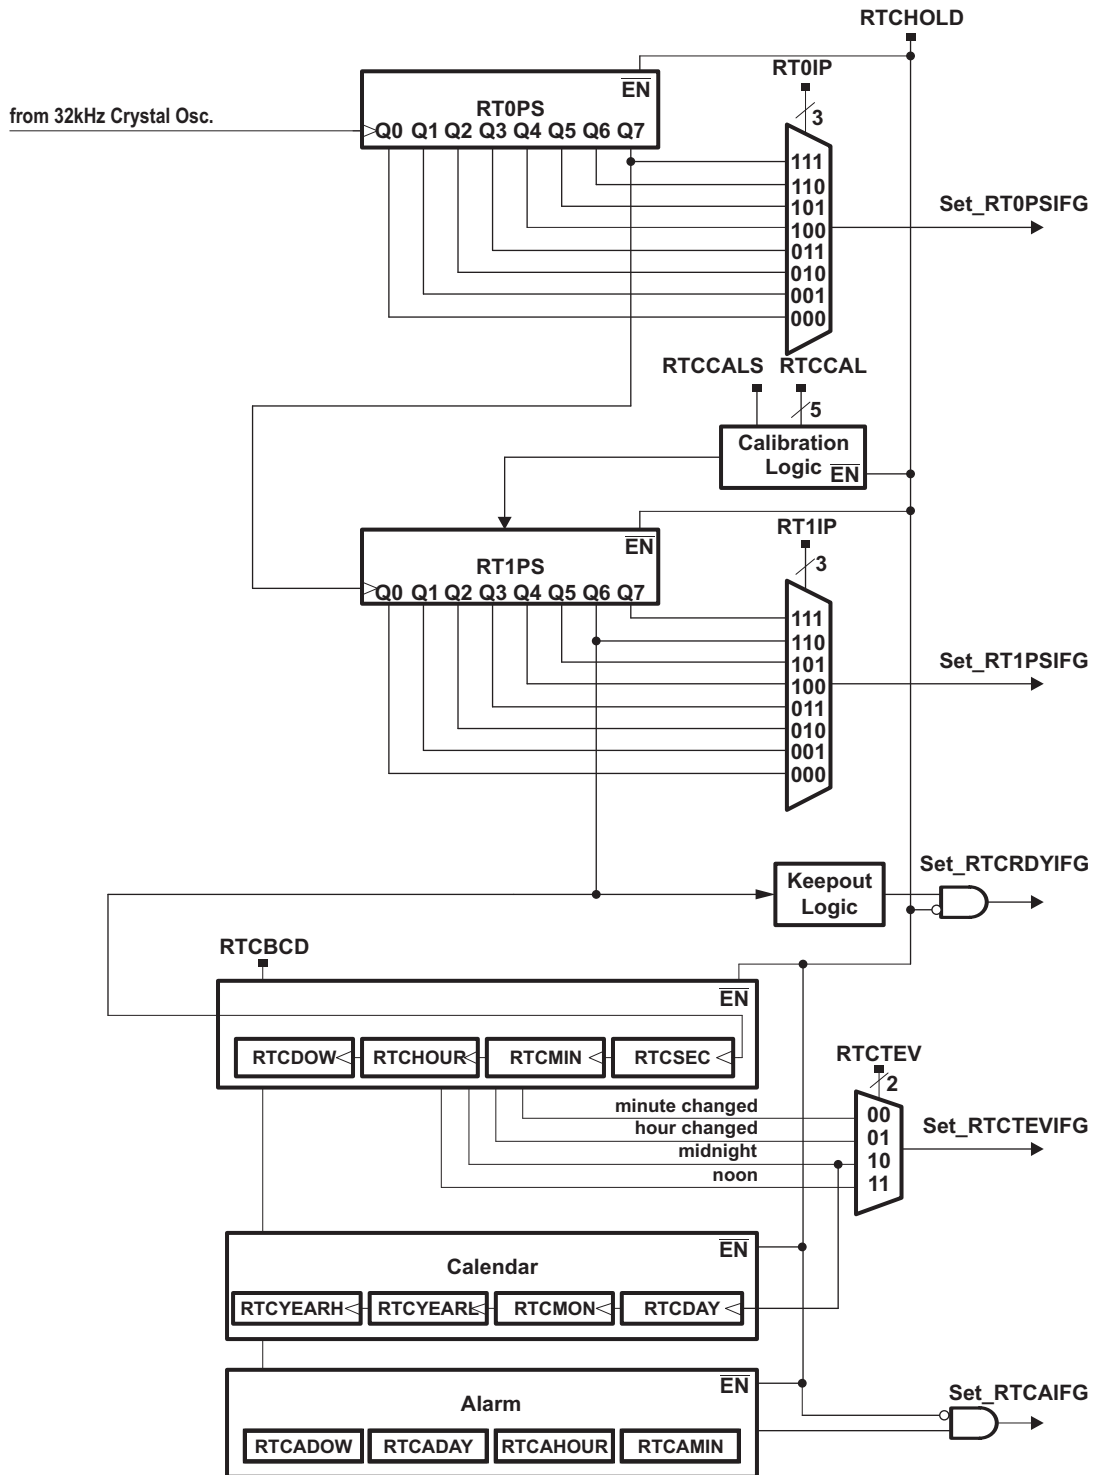 RTCHOLD
RT0IP
EN
3
from 32kHz Crystal Osc.
RT0PS
Q0 Q1 Q2 Q3 Q4 Q5 Q6 Q7
111
110
101
100
011
010
001
000
Set_RT0PSIFG
RTCCALS RTCCAL
5
Calibration
Logic EN
RT1IP
EN
3
RT1PS
Q0 Q1 Q2 Q3 Q4 Q5 Q6 Q7
111
110
101
100
011
010
001
000
Set_RT1PSIFG
Keepout
Logic
Set_RTCRDYIFG
RTCBCD
EN
RTCDOW RTCHOUR RTCMIN RTCSEC
RTCTEV
2
minute changed
hour changed
midnight
noon
00
01
10
11
Set_RTCTEVIFG
EN
Calendar
RTCYEARH RTCYEARL RTCMON RTCDAY
EN
Alarm
RTCADOW RTCADAY RTCAHOUR RTCAMIN
Set_RTCAIFG